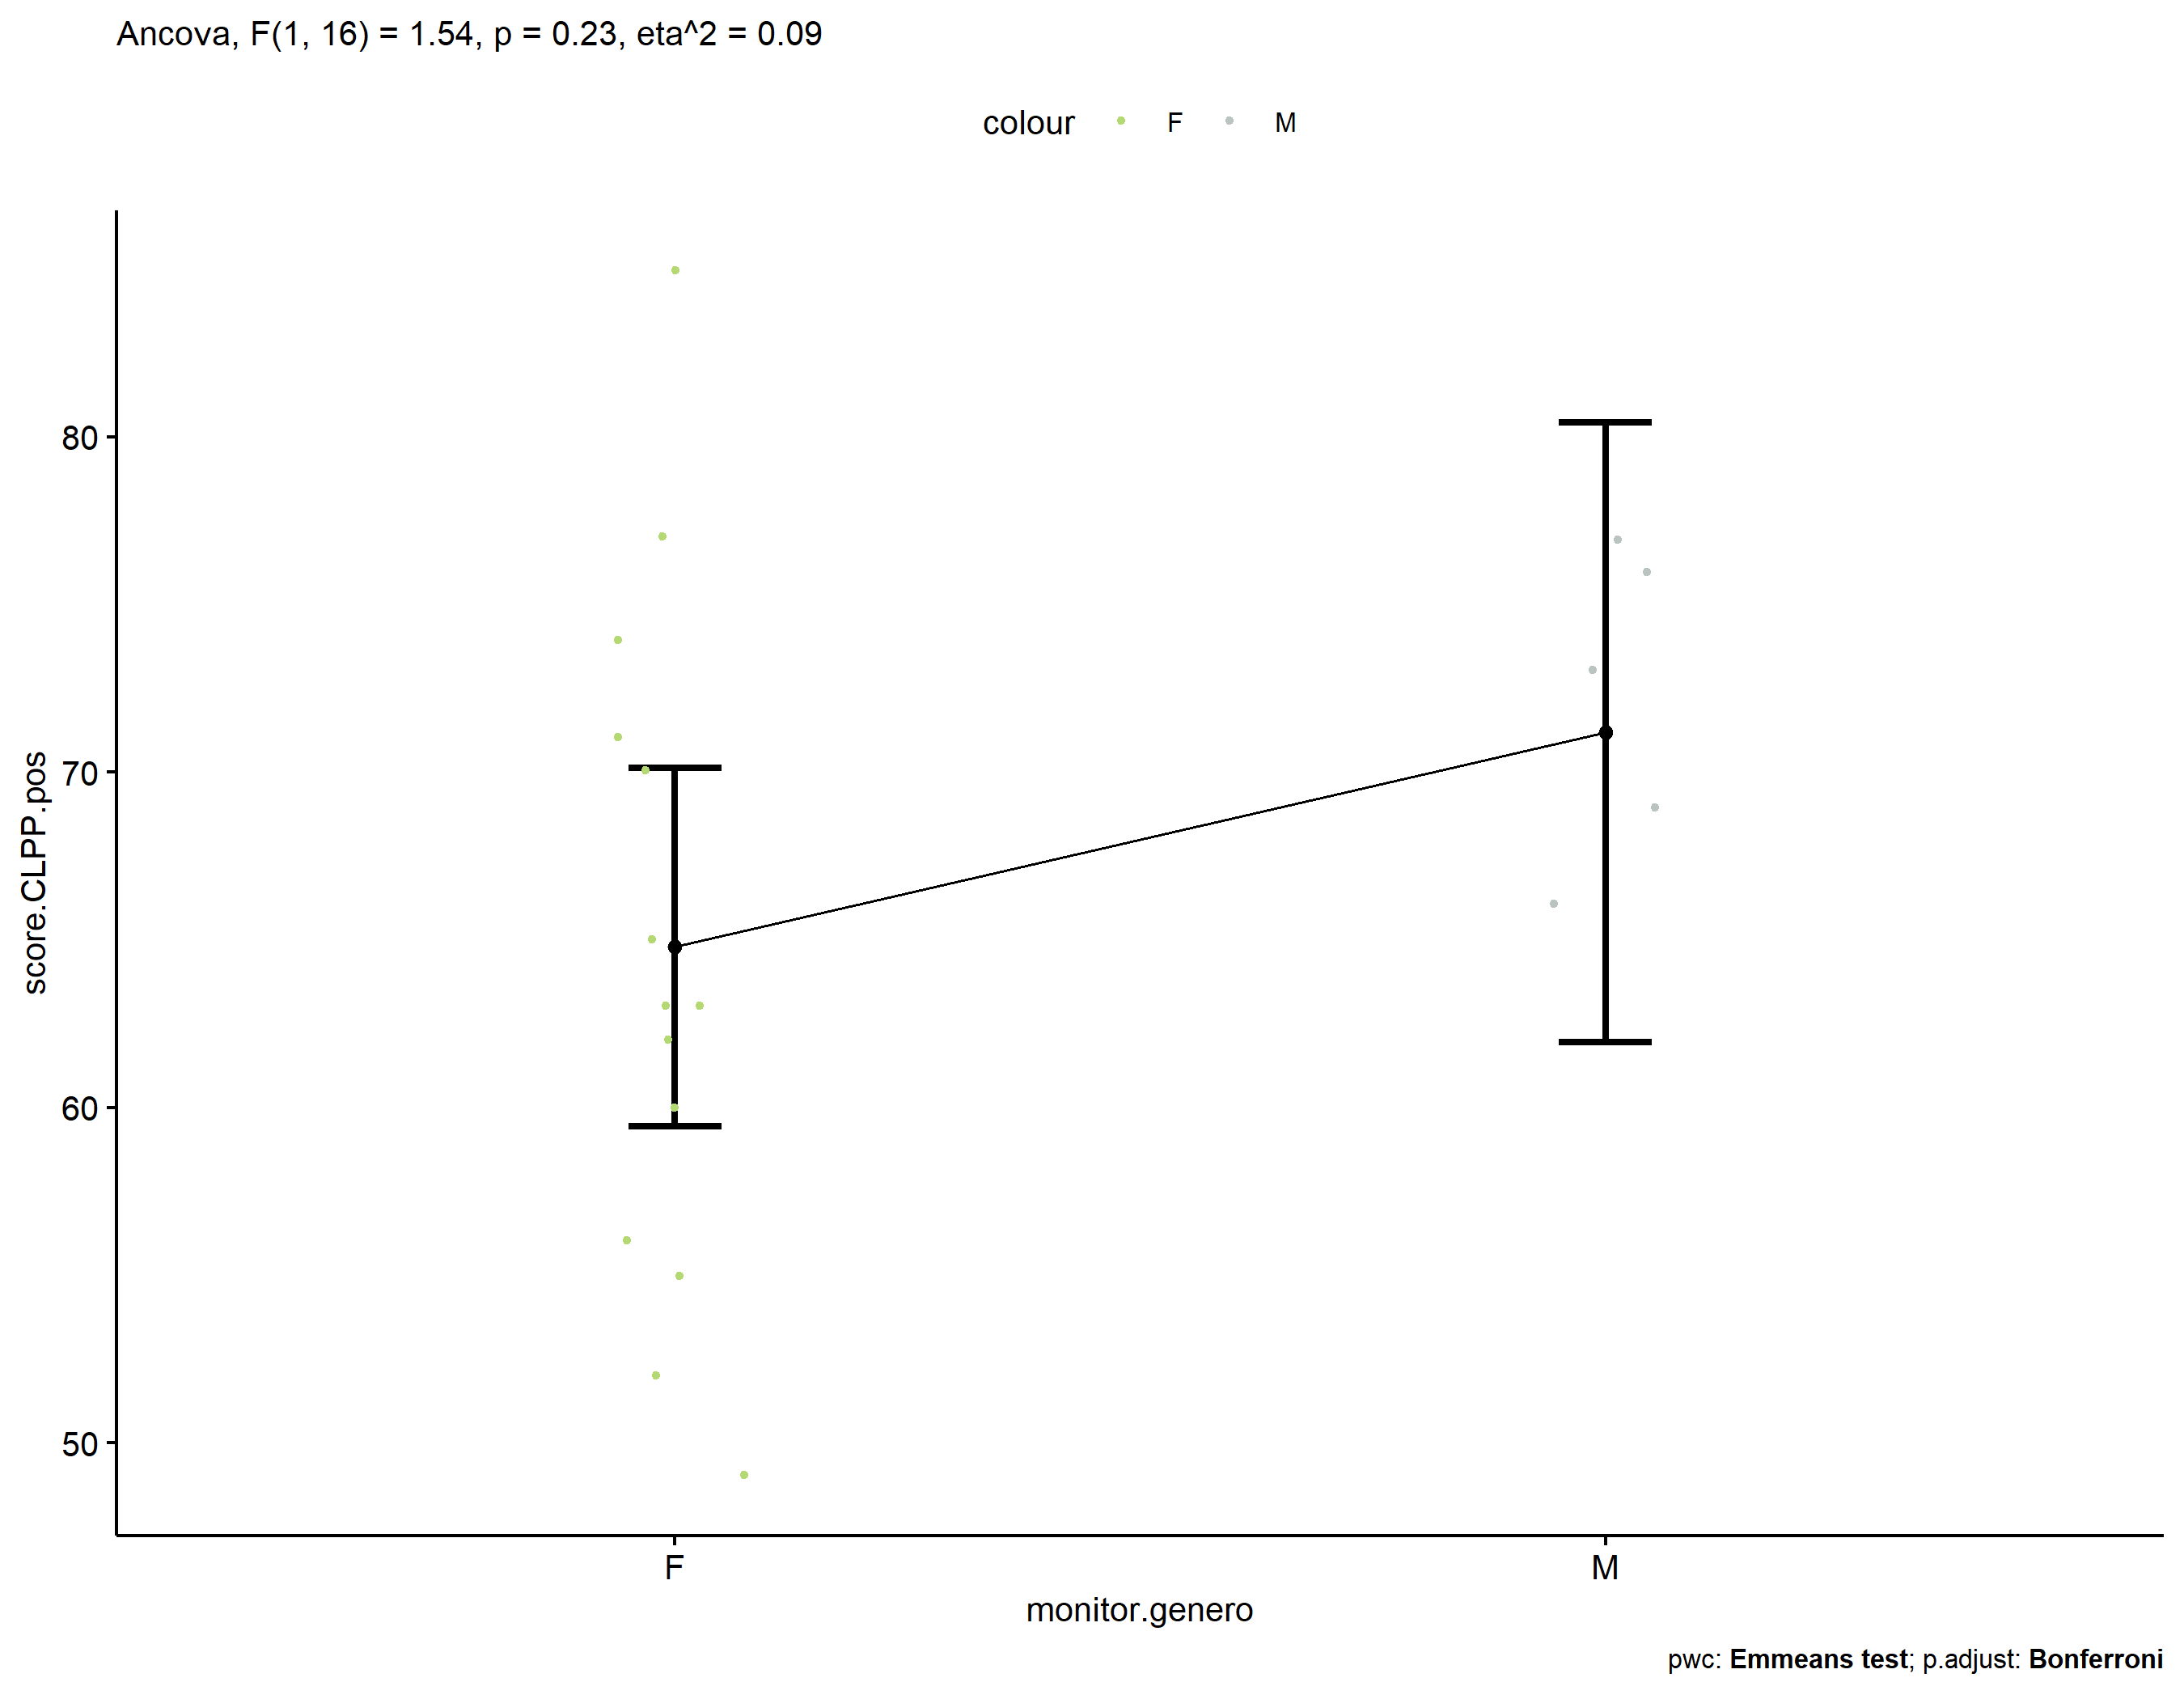 Ancova, F(1, 16) = 1.54, p = 0.23, eta^2 = 0.09
colour F M
score.CLPP.pos
80
70
60
50
F M
monitor.genero
pwc: Emmeans test; p.adjust: Bonferroni